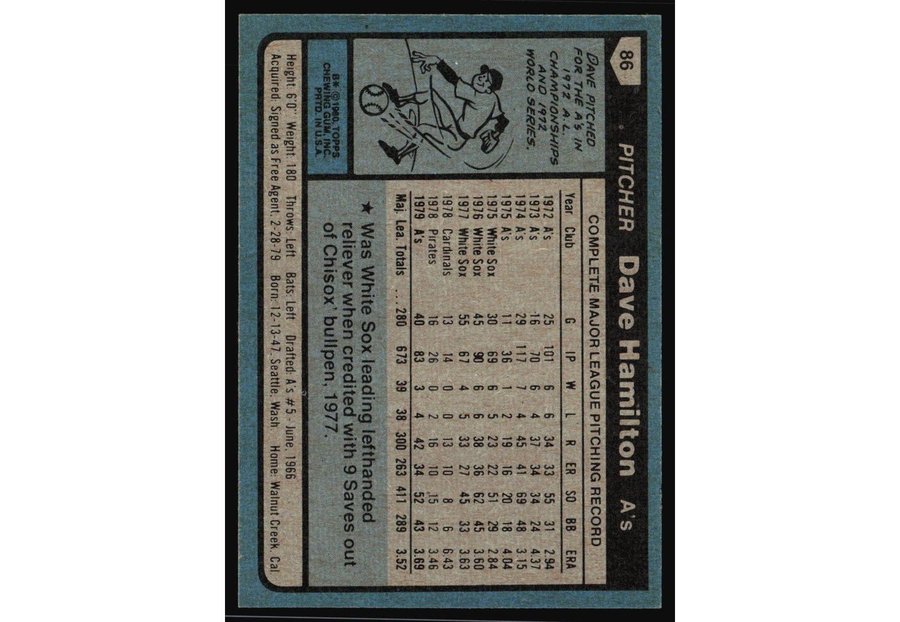 86
PITCHER Dave Hamilton A's
DAVE PITCHED
FOR THE A'S IN
1972 A.L.
CHAMPIONSHIPS
AND 1972
WORLD SERIES.
B* © 1980, TOPPS
CHEWING GUM, INC.
PRTD. IN U.S.A.
COMPLETE MAJOR LEAGUE PITCHING RECORD
Year Club G IP W L R ER SO BB ERA
1972 A's 25 101 6 6 34 33 55 31 2.94
1973 A's 16 70 6 4 37 34 34 24 4.37
1974 A's 29 117 7 4 45 41 69 48 3.15
1975 A's 11 36 1 2 19 16 20 18 4.04
1975 White Sox 30 69 6 5 23 22 51 29 2.84
1976 White Sox 45 90 6 6 38 36 62 45 3.60
1977 White Sox 55 67 4 5 33 27 45 33 3.63
1978 Cardinals 13 14 0 0 13 10 8 6 6.43
1978 Pirates 16 26 0 2 16 10 15 12 3.46
1979 A's 40 83 3 4 42 34 52 43 3.69
Maj. Lea. Totals ... 280 673 39 38 300 263 411 289 3.52
★ Was White Sox leading lefthanded
reliever when credited with 9 Saves out
of Chisox' bullpen, 1977.
Height: 6'0" Weight: 180 Throws: Left Bats: Left Drafted: A's #5 - June, 1966
Acquired: Signed as Free Agent, 2-28-79 Born: 12-13-47, Seattle, Wash Home: Walnut Creek, Cal